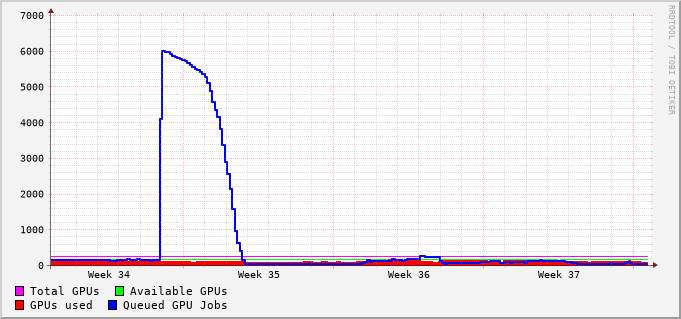 7000
6000
5000
4000
3000
2000
1000
0
Week 34 Week 35 Week 36 Week 37
Total GPUs Available GPUs
GPUs used Queued GPU Jobs
RRDTOOL / TOBI OETIKER